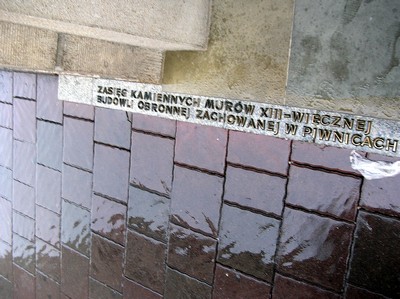 ZASIĘG KAMIENNYCH MURÓW XIII-WIECZNEJ
BUDOWLI OBRONNEJ ZACHOWANEJ W PIWNICACH